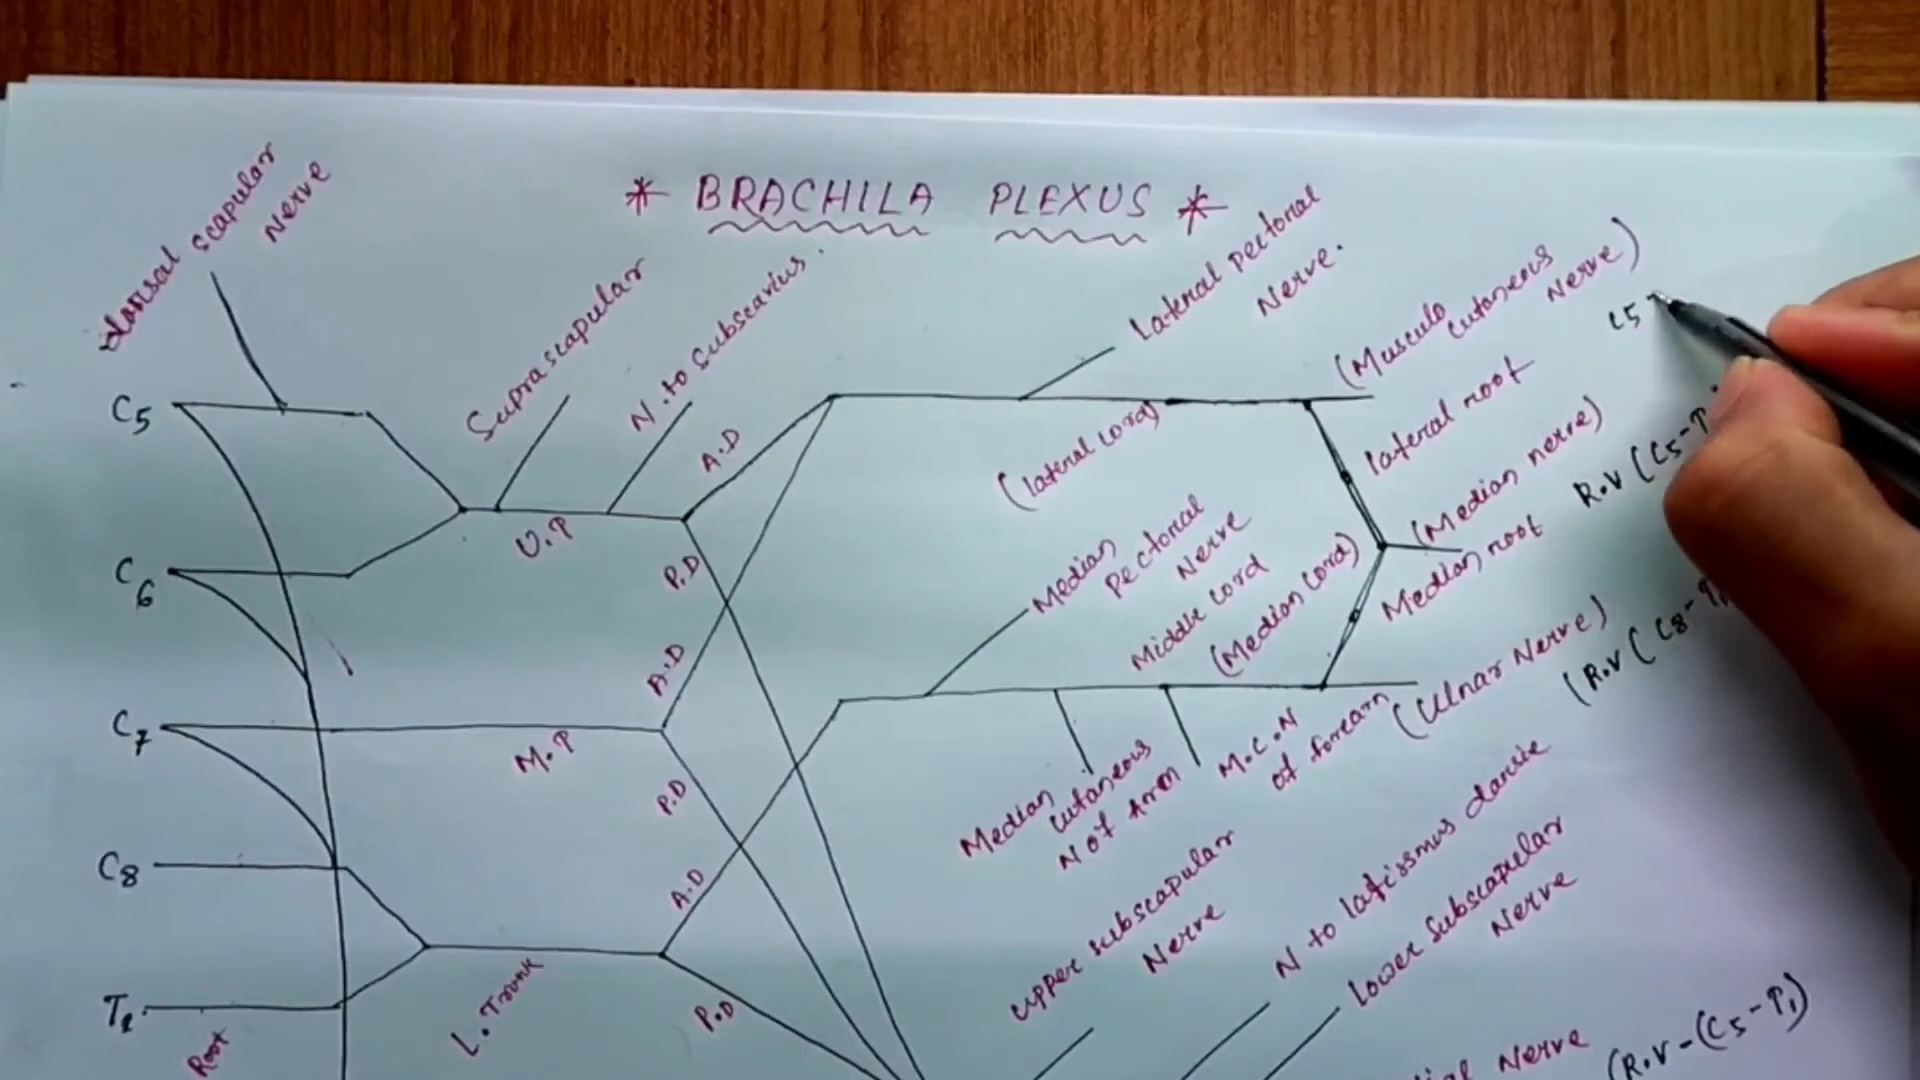 * BRACHILA PLEXUS *
dorsal scapular
Nerve
Suprascapular
N. to subscavius.
Lateral pectoral
Nerve.
(Musculo
cutaneous
Nerve)
C5 -
C5
U.P
A.D
P.D
(lateral cord)
lateral root
(Median nerve)
R.V (C5-T
C6
Median
Pectoral
Nerve
Middle cord
(Median cord)
Median root
(Ulnar Nerve)
(R.V (C8-T1
C7
M.P
A.D
P.D
Median
cutaneous
N of Arm
M.C.N
of forearm
C8
A.D
upper subscapular
Nerve
N to latissmus darsie
Lower Subscapular
Nerve
T1
Root
L. Trunk
P.D
Nerve
(R.V-(C5-T1)